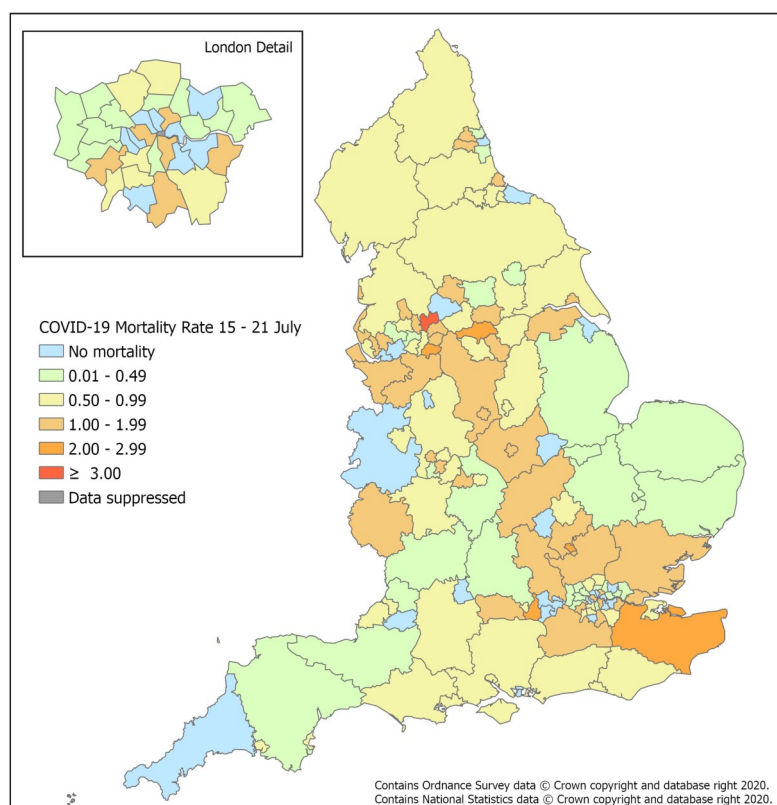 London Detail
COVID-19 Mortality Rate 15 - 21 July
No mortality
0.01 - 0.49
0.50 - 0.99
1.00 - 1.99
2.00 - 2.99
≥ 3.00
Data suppressed
Contains Ordnance Survey data © Crown copyright and database right 2020.
Contains National Statistics data © Crown copyright and database right 2020.